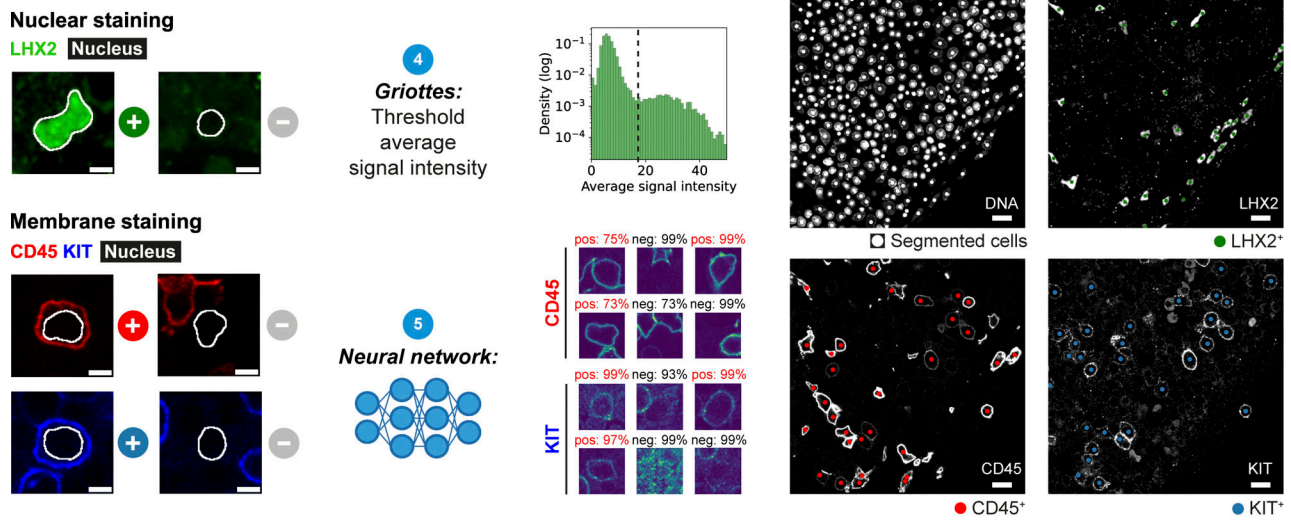 Nuclear staining
LHX2 Nucleus
+
−
4
Griottes:
Threshold
average
signal intensity
Density (log)
10⁻¹
10⁻²
10⁻³
10⁻⁴
0 20 40
Average signal intensity
DNA
Segmented cells
LHX2
LHX2⁺
Membrane staining
CD45 KIT Nucleus
+
−
+
−
5
Neural network:
CD45
pos: 75% neg: 99% pos: 99%
pos: 73% neg: 73% neg: 99%
KIT
pos: 99% neg: 93% pos: 99%
pos: 97% neg: 99% neg: 99%
CD45
CD45⁺
KIT
KIT⁺